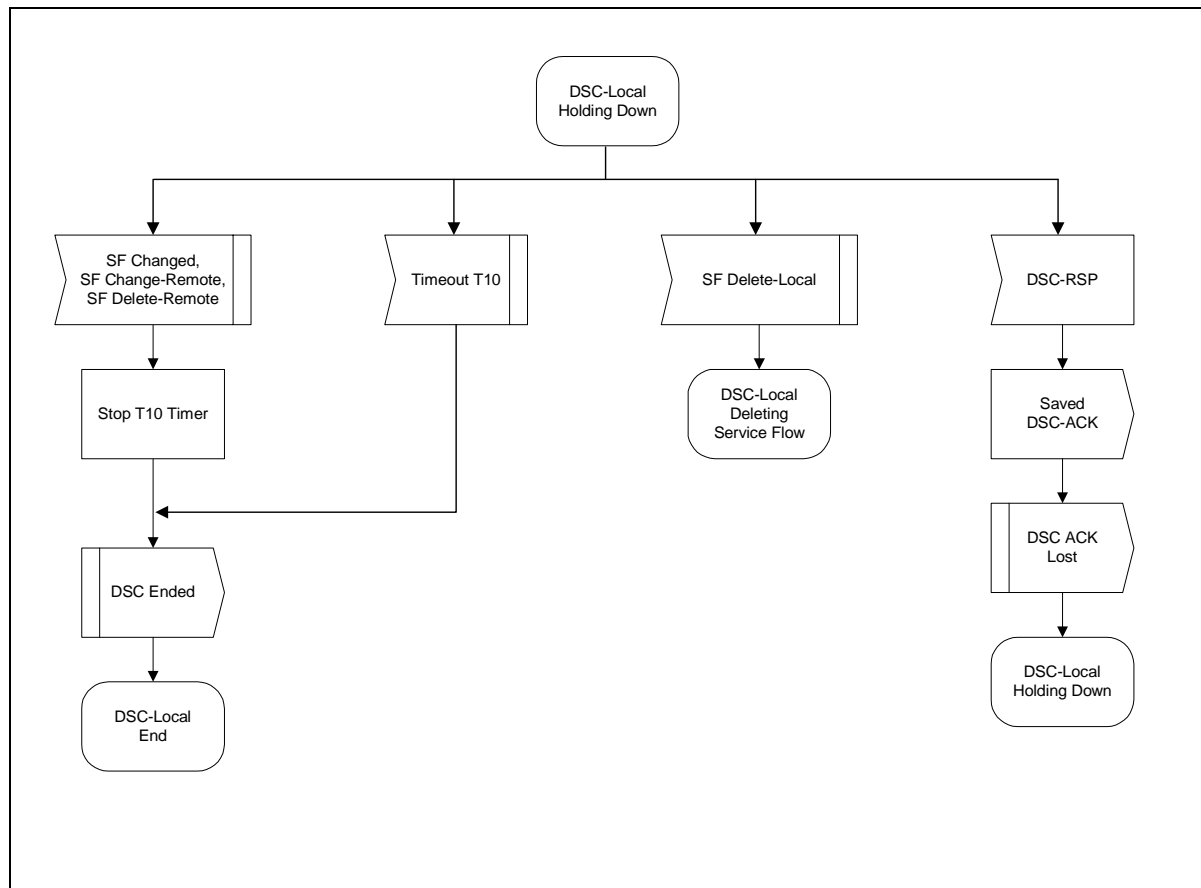 DSC-Local
Holding Down
SF Changed,
SF Change-Remote,
SF Delete-Remote
Timeout T10
SF Delete-Local
DSC-RSP
Stop T10 Timer
DSC-Local
Deleting
Service Flow
Saved
DSC-ACK
DSC Ended
DSC ACK
Lost
DSC-Local
End
DSC-Local
Holding Down